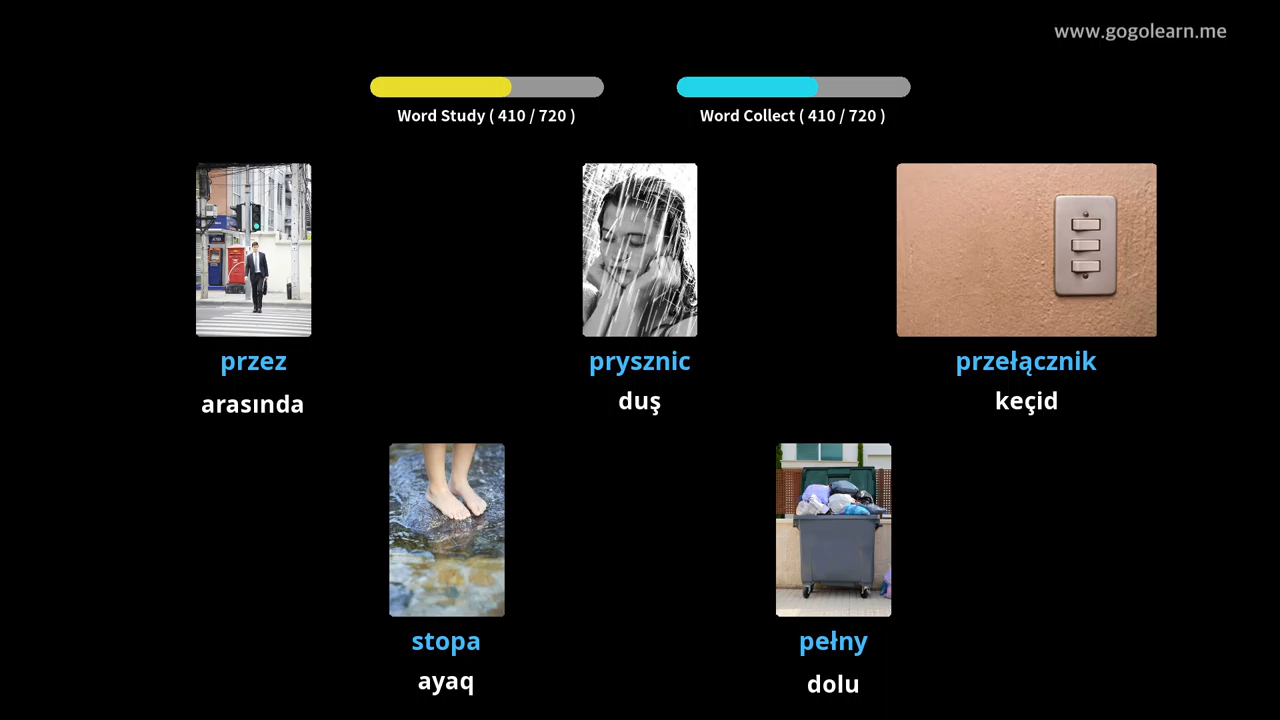 www.gogolearn.me
Word Study ( 410 / 720 )
Word Collect ( 410 / 720 )
przez
arasında
prysznic
duş
przełącznik
keçid
stopa
ayaq
pełny
dolu